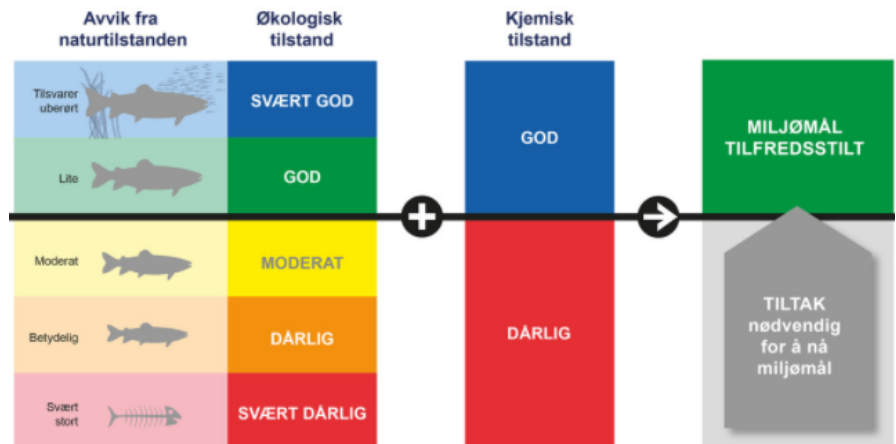 Avvik fra
naturtilstanden
Økologisk
tilstand
Kjemisk
tilstand
Tilsvarer
uberørt
SVÆRT GOD
Lite
GOD
Moderat
MODERAT
Betydelig
DÅRLIG
Svært
stort
SVÆRT DÅRLIG
GOD
DÅRLIG
MILJØMÅL
TILFREDSSTILT
TILTAK
nødvendig
for å nå
miljømål